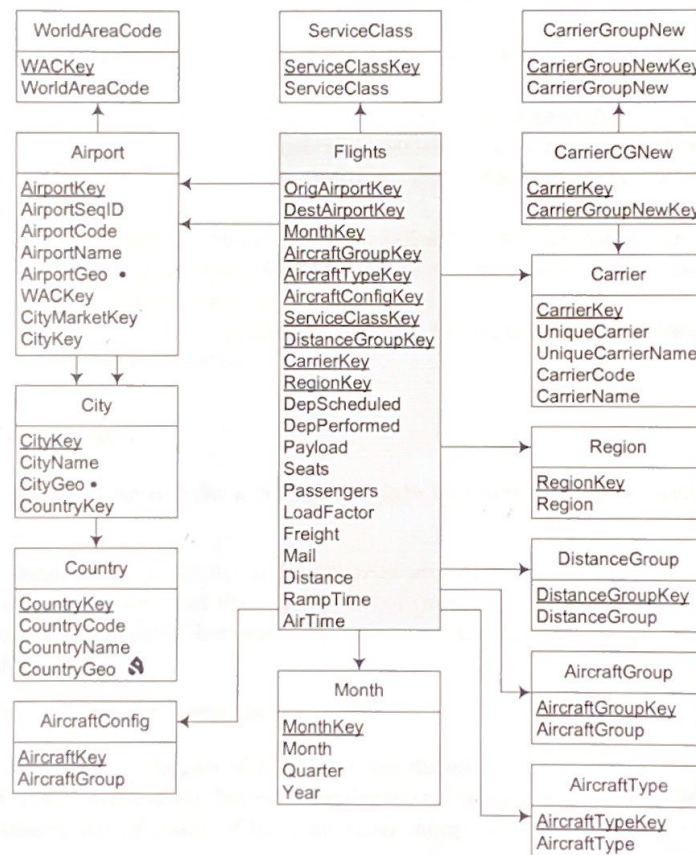 WorldAreaCode
WACKey
WorldAreaCode
ServiceClass
ServiceClassKey
ServiceClass
CarrierGroupNew
CarrierGroupNewKey
CarrierGroupNew
Airport
AirportKey
AirportSeqID
AirportCode
AirportName
AirportGeo
WACKey
CityMarketKey
CityKey
Flights
OrigAirportKey
DestAirportKey
MonthKey
AircraftGroupKey
AircraftTypeKey
AircraftConfigKey
ServiceClassKey
DistanceGroupKey
CarrierKey
RegionKey
DepScheduled
DepPerformed
Payload
Seats
Passengers
LoadFactor
Freight
Mail
Distance
RampTime
AirTime
CarrierCGNew
CarrierKey
CarrierGroupNewKey
Carrier
CarrierKey
UniqueCarrier
UniqueCarrierName
CarrierCode
CarrierName
City
CityKey
CityName
CityGeo
CountryKey
Region
RegionKey
Region
Country
CountryKey
CountryCode
CountryName
CountryGeo
DistanceGroup
DistanceGroupKey
DistanceGroup
AircraftConfig
AircraftKey
AircraftGroup
Month
MonthKey
Month
Quarter
Year
AircraftGroup
AircraftGroupKey
AircraftGroup
AircraftType
AircraftTypeKey
AircraftType